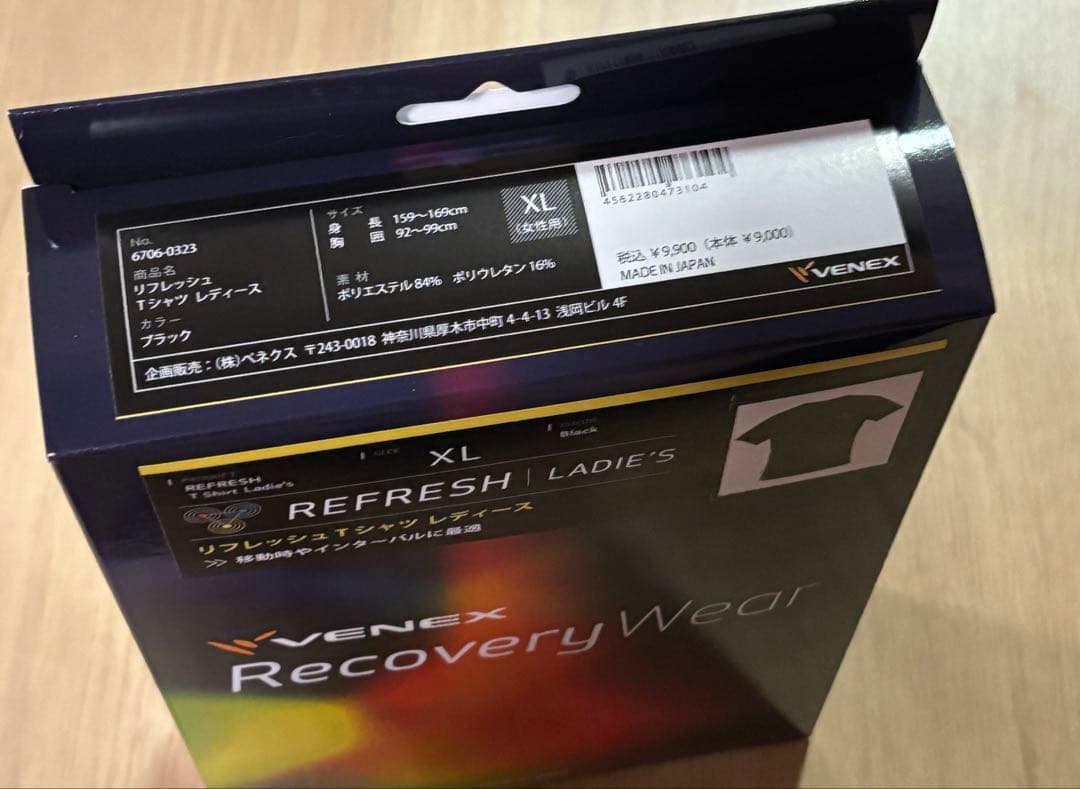 No.
6706-0323
商品名
リフレッシュ
Tシャツ レディース
カラー
ブラック
サイズ
身 長 159〜169cm
胸 囲 92〜99cm
XL
(女性用)
素 材
ポリエステル84% ポリウレタン16%
企画販売：(株)ベネクス 〒243-0018 神奈川県厚木市中町 4-4-13 浅岡ビル 4F
4562280473104
税込 ¥9,900 (本体 ¥9,000)
MADE IN JAPAN
VENEX
REFRESH
T Shirt Ladie's
SIZE
XL
Black
REFRESH | LADIE'S
リフレッシュTシャツ レディース
>> 移動時やインターバルに最適
VENEX
Recovery Wear